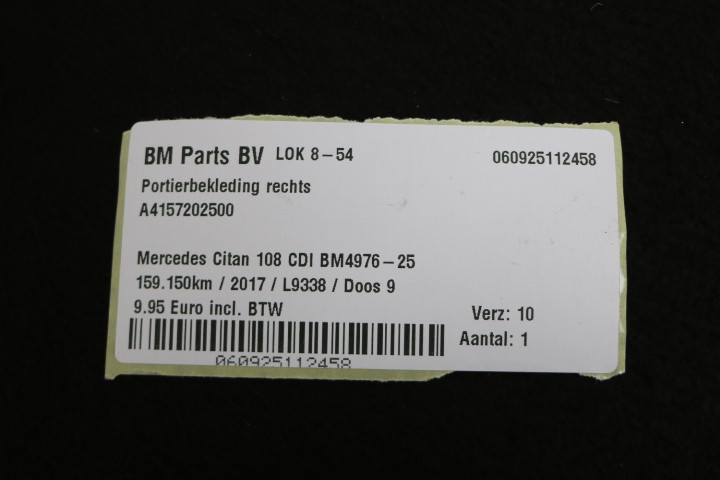 BM Parts BV LOK 8-54 060925112458
Portierbekleding rechts
A4157202500
Mercedes Citan 108 CDI BM4976-25
159.150km / 2017 / L9338 / Doos 9
9.95 Euro incl. BTW Verz: 10
Aantal: 1
060925112458